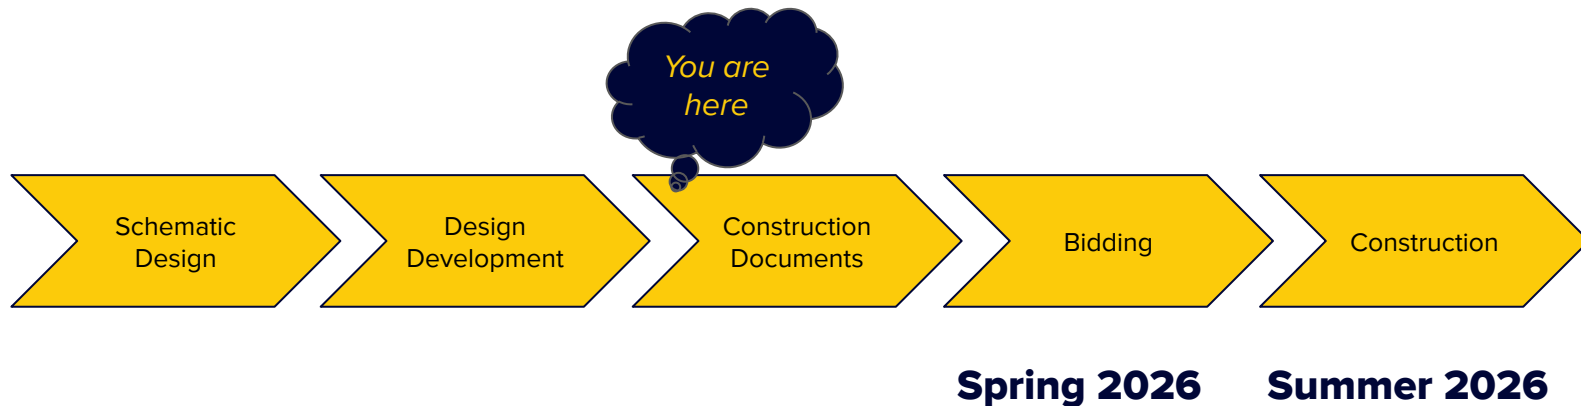 You are
here
Schematic
Design
Design
Development
Construction
Documents
Bidding
Construction
Spring 2026
Summer 2026